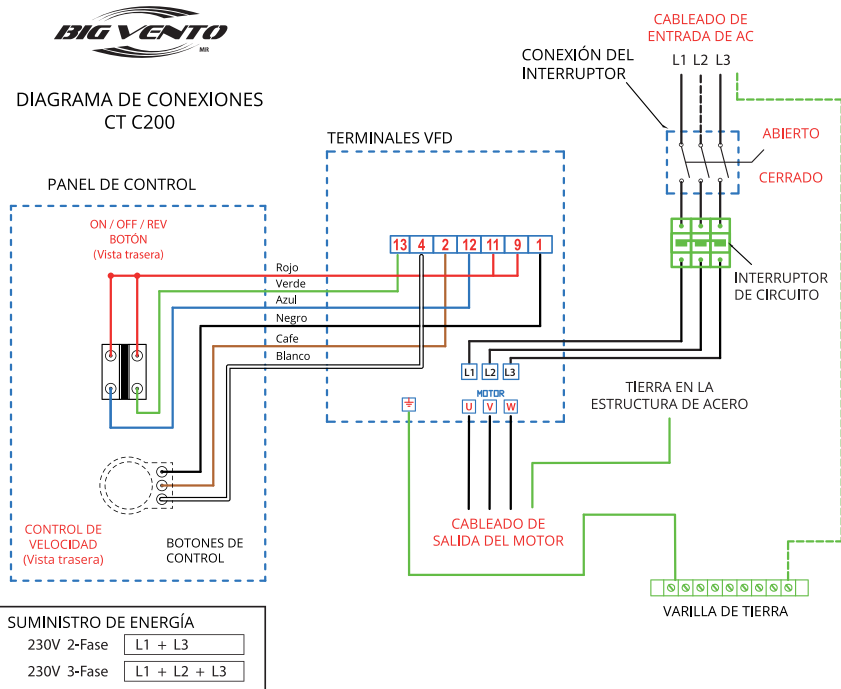 BIG VENTO
MR
DIAGRAMA DE CONEXIONES
CT C200
CABLEADO DE
ENTRADA DE AC
L1 L2 L3
CONEXIÓN DEL
INTERRUPTOR
ABIERTO
CERRADO
INTERRUPTOR
DE CIRCUITO
TERMINALES VFD
13 4 2 12 11 9 1
PANEL DE CONTROL
ON / OFF / REV
BOTÓN
(Vista trasera)
Rojo
Verde
Azul
Negro
Cafe
Blanco
L1 L2 L3
MOTOR
U V W
TIERRA EN LA
ESTRUCTURA DE ACERO
CABLEADO DE
SALIDA DEL MOTOR
CONTROL DE
VELOCIDAD
(Vista trasera)
BOTONES DE
CONTROL
VARILLA DE TIERRA
SUMINISTRO DE ENERGÍA
230V 2-Fase L1 + L3
230V 3-Fase L1 + L2 + L3